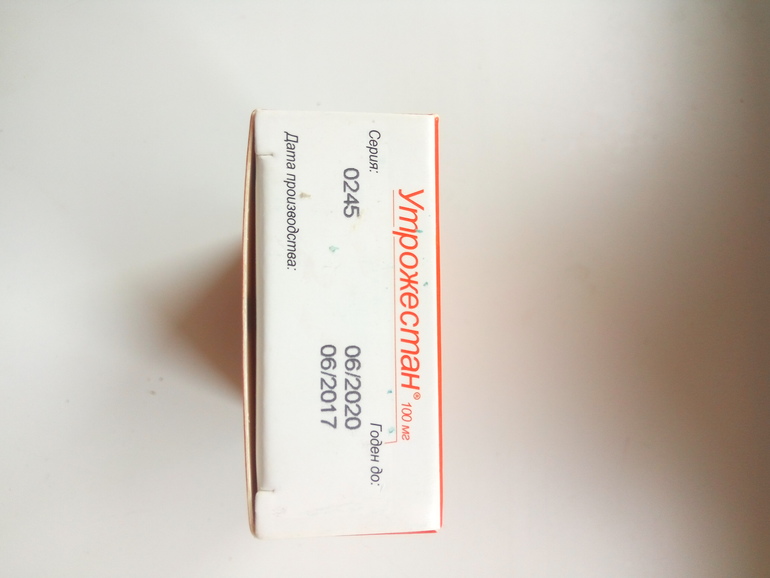 Утрожестан® 100 мг
Серия: Годен до:
0245 06/2020
06/2017
Дата производства: